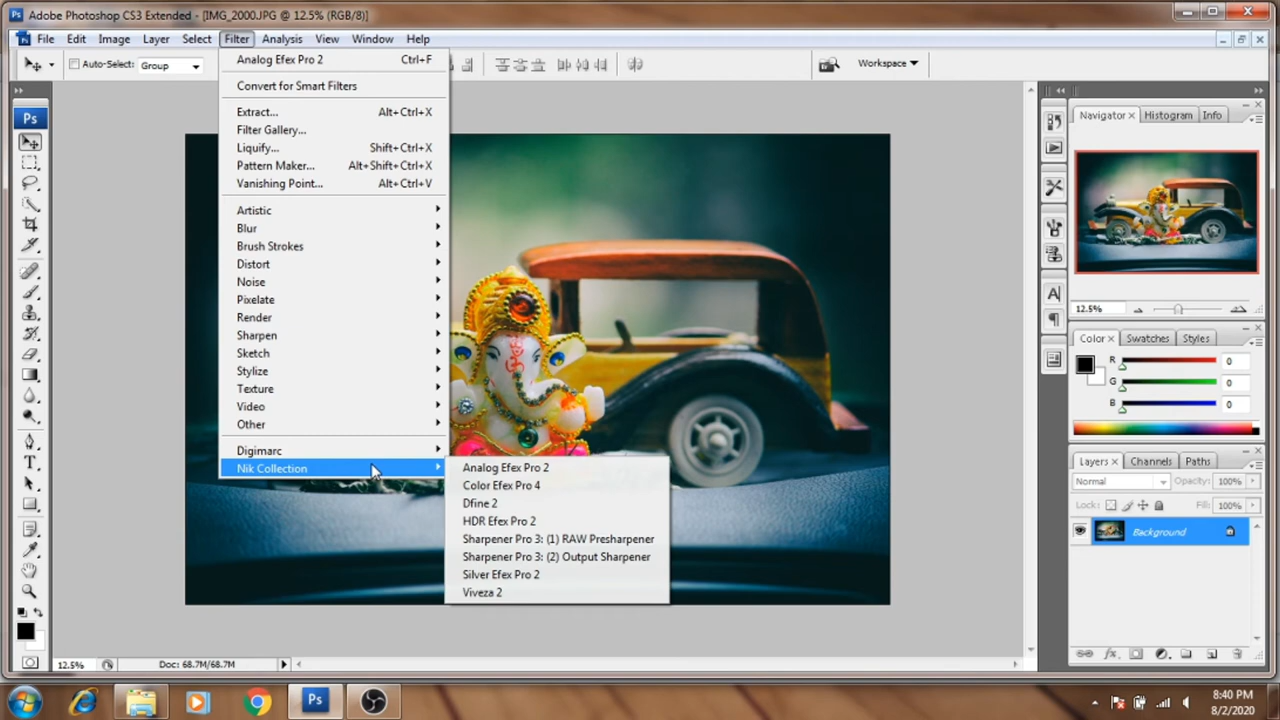 Ps Adobe Photoshop CS3 Extended - [IMG_2000.JPG @ 12.5% (RGB/8)]
Ps File Edit Image Layer Select Filter Analysis View Window Help
Auto-Select: Group Workspace
Analog Efex Pro 2 Ctrl+F
Convert for Smart Filters
Extract... Alt+Ctrl+X
Filter Gallery...
Liquify... Shift+Ctrl+X
Pattern Maker... Alt+Shift+Ctrl+X
Vanishing Point... Alt+Ctrl+V
Artistic
Blur
Brush Strokes
Distort
Noise
Pixelate
Render
Sharpen
Sketch
Stylize
Texture
Video
Other
Digimarc
Nik Collection
Analog Efex Pro 2
Color Efex Pro 4
Dfine 2
HDR Efex Pro 2
Sharpener Pro 3: (1) RAW Presharpener
Sharpener Pro 3: (2) Output Sharpener
Silver Efex Pro 2
Viveza 2
Ps
T
Navigator Histogram Info
12.5%
A
Color Swatches Styles
R 0
G 0
B 0
Layers Channels Paths
Normal Opacity: 100%
Lock: Fill: 100%
Background
fx
12.5% Doc: 68.7M/68.7M
Ps
8:40 PM
8/2/2020